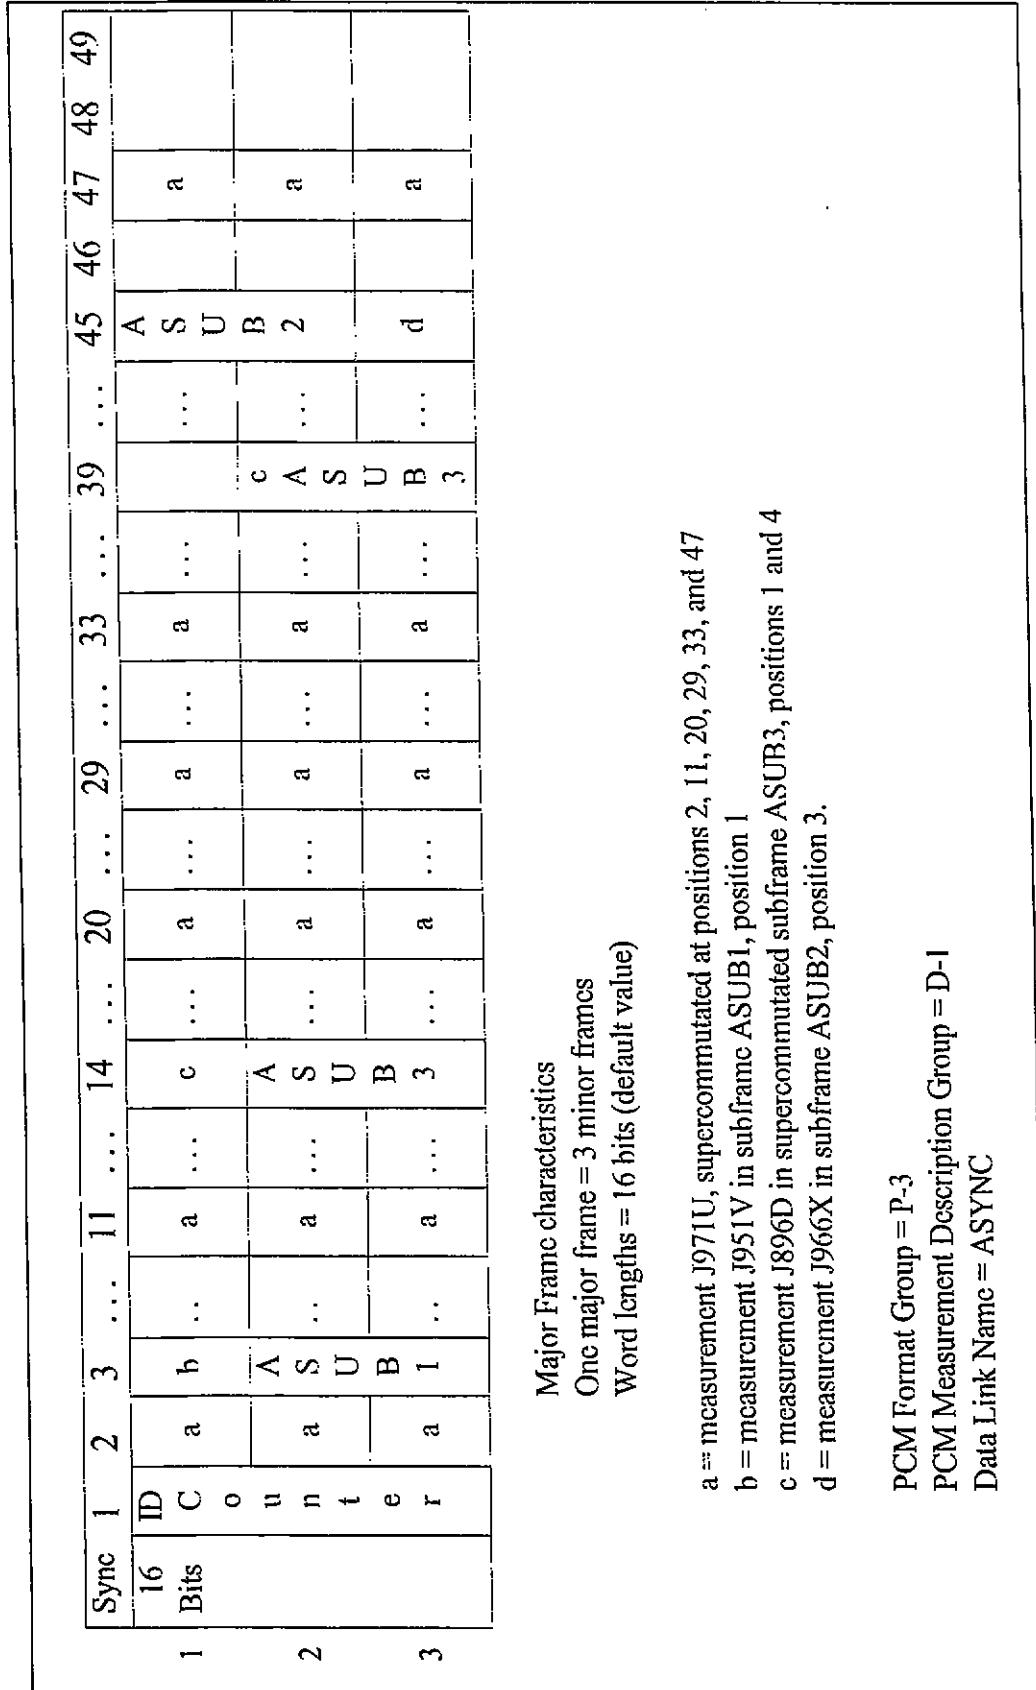 Sync 1 2 3 ... 11 ... 14 ... 20 ... 29 ... 33 ... 39 ... 45 46 47 48 49
1 16 Bits ID Counter a b .. a ... c ... a ... a ... a ... ... ASUB2 a
2 a ASUB1 .. a ... ASUB3 ... a ... a ... a ... cASUB3 ... a
3 a .. a ... ... a ... a ... a ... ... d a
Major Frame characteristics
One major frame = 3 minor frames
Word lengths = 16 bits (default value)
a = measurement J971U, supercommutated at positions 2, 11, 20, 29, 33, and 47
b = measurement J951V in subframe ASUB1, position 1
c = measurement J896D in supercommutated subframe ASUB3, positions 1 and 4
d = measurement J966X in subframe ASUB2, position 3.
PCM Format Group = P-3
PCM Measurement Description Group = D-1
Data Link Name = ASYNC